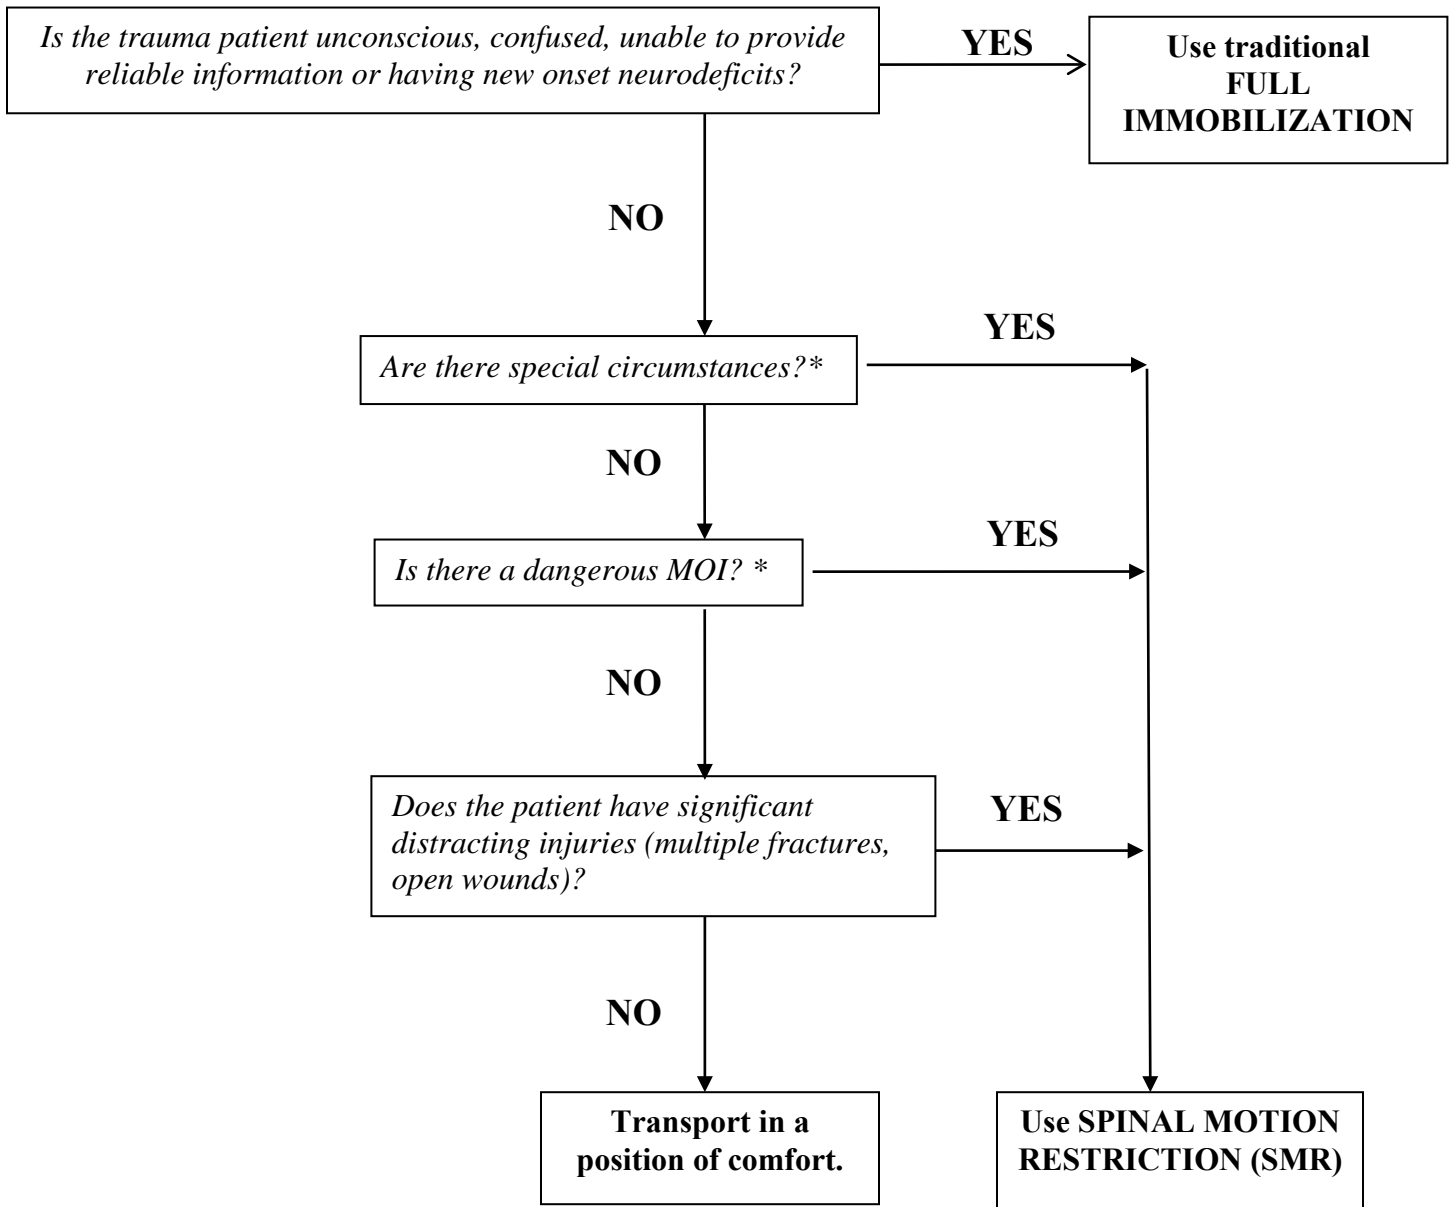 Is the trauma patient unconscious, confused, unable to provide
reliable information or having new onset neurodeficits?
YES
Use traditional
FULL
IMMOBILIZATION
NO
YES
Are there special circumstances?*
NO
YES
Is there a dangerous MOI? *
NO
Does the patient have significant
distracting injuries (multiple fractures,
open wounds)?
YES
NO
Transport in a
position of comfort.
Use SPINAL MOTION
RESTRICTION (SMR)